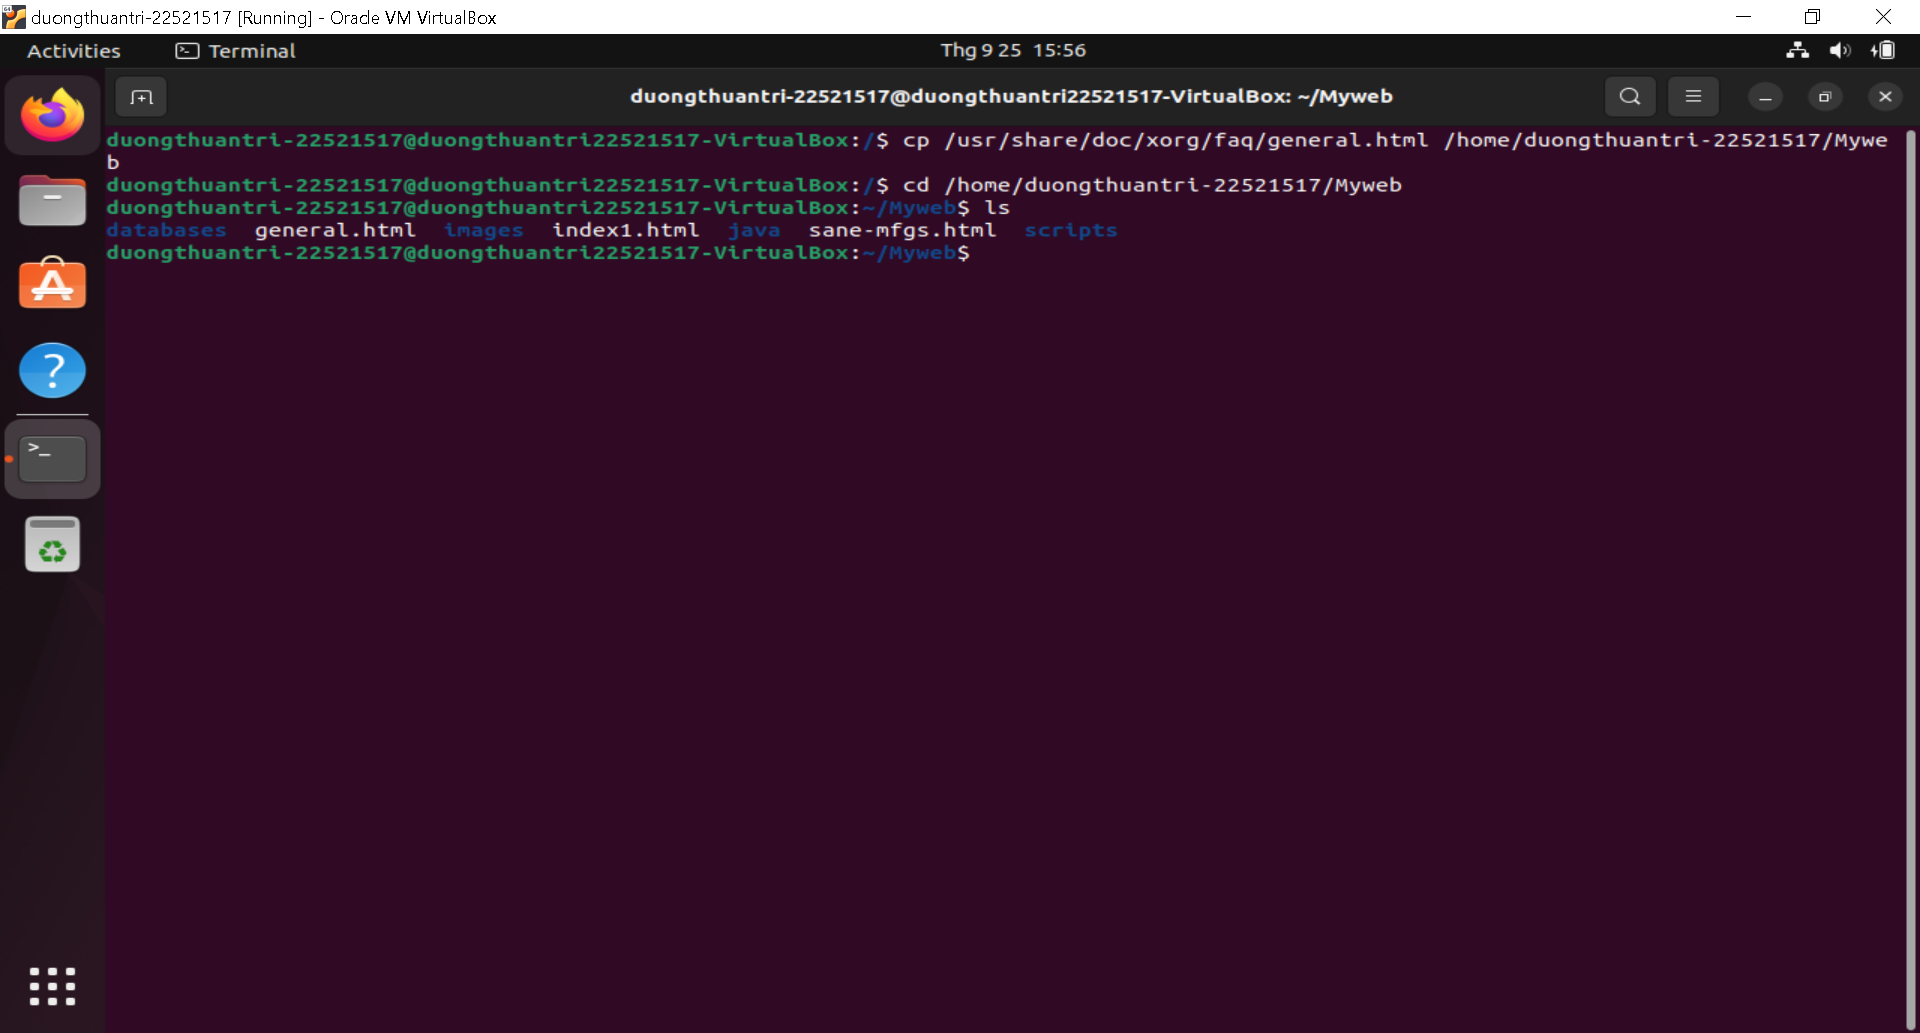 duongthuantri-22521517 [Running] - Oracle VM VirtualBox
Activities Terminal Thg 9 25 15:56
duongthuantri-22521517@duongthuantri22521517-VirtualBox: ~/Myweb
duongthuantri-22521517@duongthuantri22521517-VirtualBox:/$ cp /usr/share/doc/xorg/faq/general.html /home/duongthuantri-22521517/Mywe
b
duongthuantri-22521517@duongthuantri22521517-VirtualBox:/$ cd /home/duongthuantri-22521517/Myweb
duongthuantri-22521517@duongthuantri22521517-VirtualBox:~/Myweb$ ls
databases general.html images index1.html java sane-mfgs.html scripts
duongthuantri-22521517@duongthuantri22521517-VirtualBox:~/Myweb$